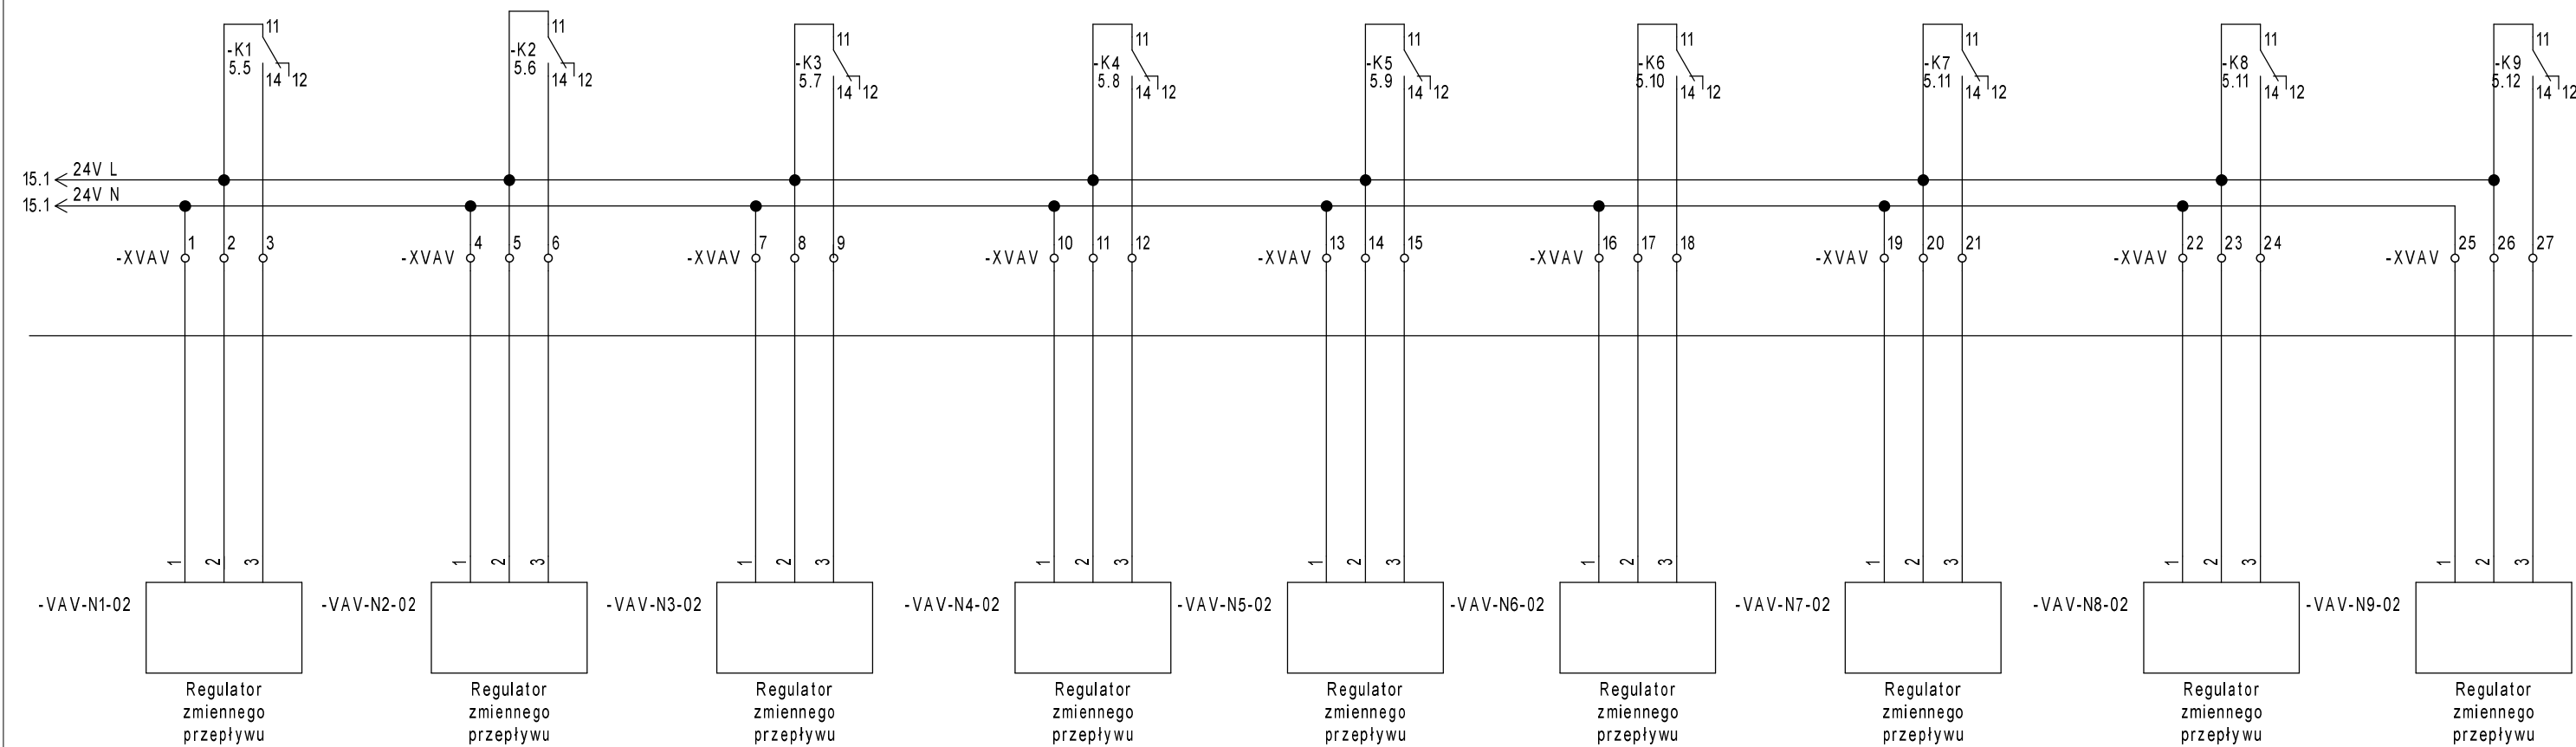 11 11 11 11 11 11 11 11 11
-K1 -K2 -K3 -K4 -K5 -K6 -K7 -K8 -K9
5.5 5.6 5.7 5.8 5.9 5.10 5.11 5.11 5.12
14 12 14 12 14 12 14 12 14 12 14 12 14 12 14 12 14 12
15.1 24V L
15.1 24V N
-XVAV 1 2 3 -XVAV 4 5 6 -XVAV 7 8 9 -XVAV 10 11 12 -XVAV 13 14 15 -XVAV 16 17 18 -XVAV 19 20 21 -XVAV 22 23 24 -XVAV 25 26 27
1 2 3 1 2 3 1 2 3 1 2 3 1 2 3 1 2 3 1 2 3 1 2 3 1 2 3
-VAV-N1-02 -VAV-N2-02 -VAV-N3-02 -VAV-N4-02 -VAV-N5-02 -VAV-N6-02 -VAV-N7-02 -VAV-N8-02 -VAV-N9-02
Regulator Regulator Regulator Regulator Regulator Regulator Regulator Regulator Regulator
zmiennego zmiennego zmiennego zmiennego zmiennego zmiennego zmiennego zmiennego zmiennego
przepływu przepływu przepływu przepływu przepływu przepływu przepływu przepływu przepływu